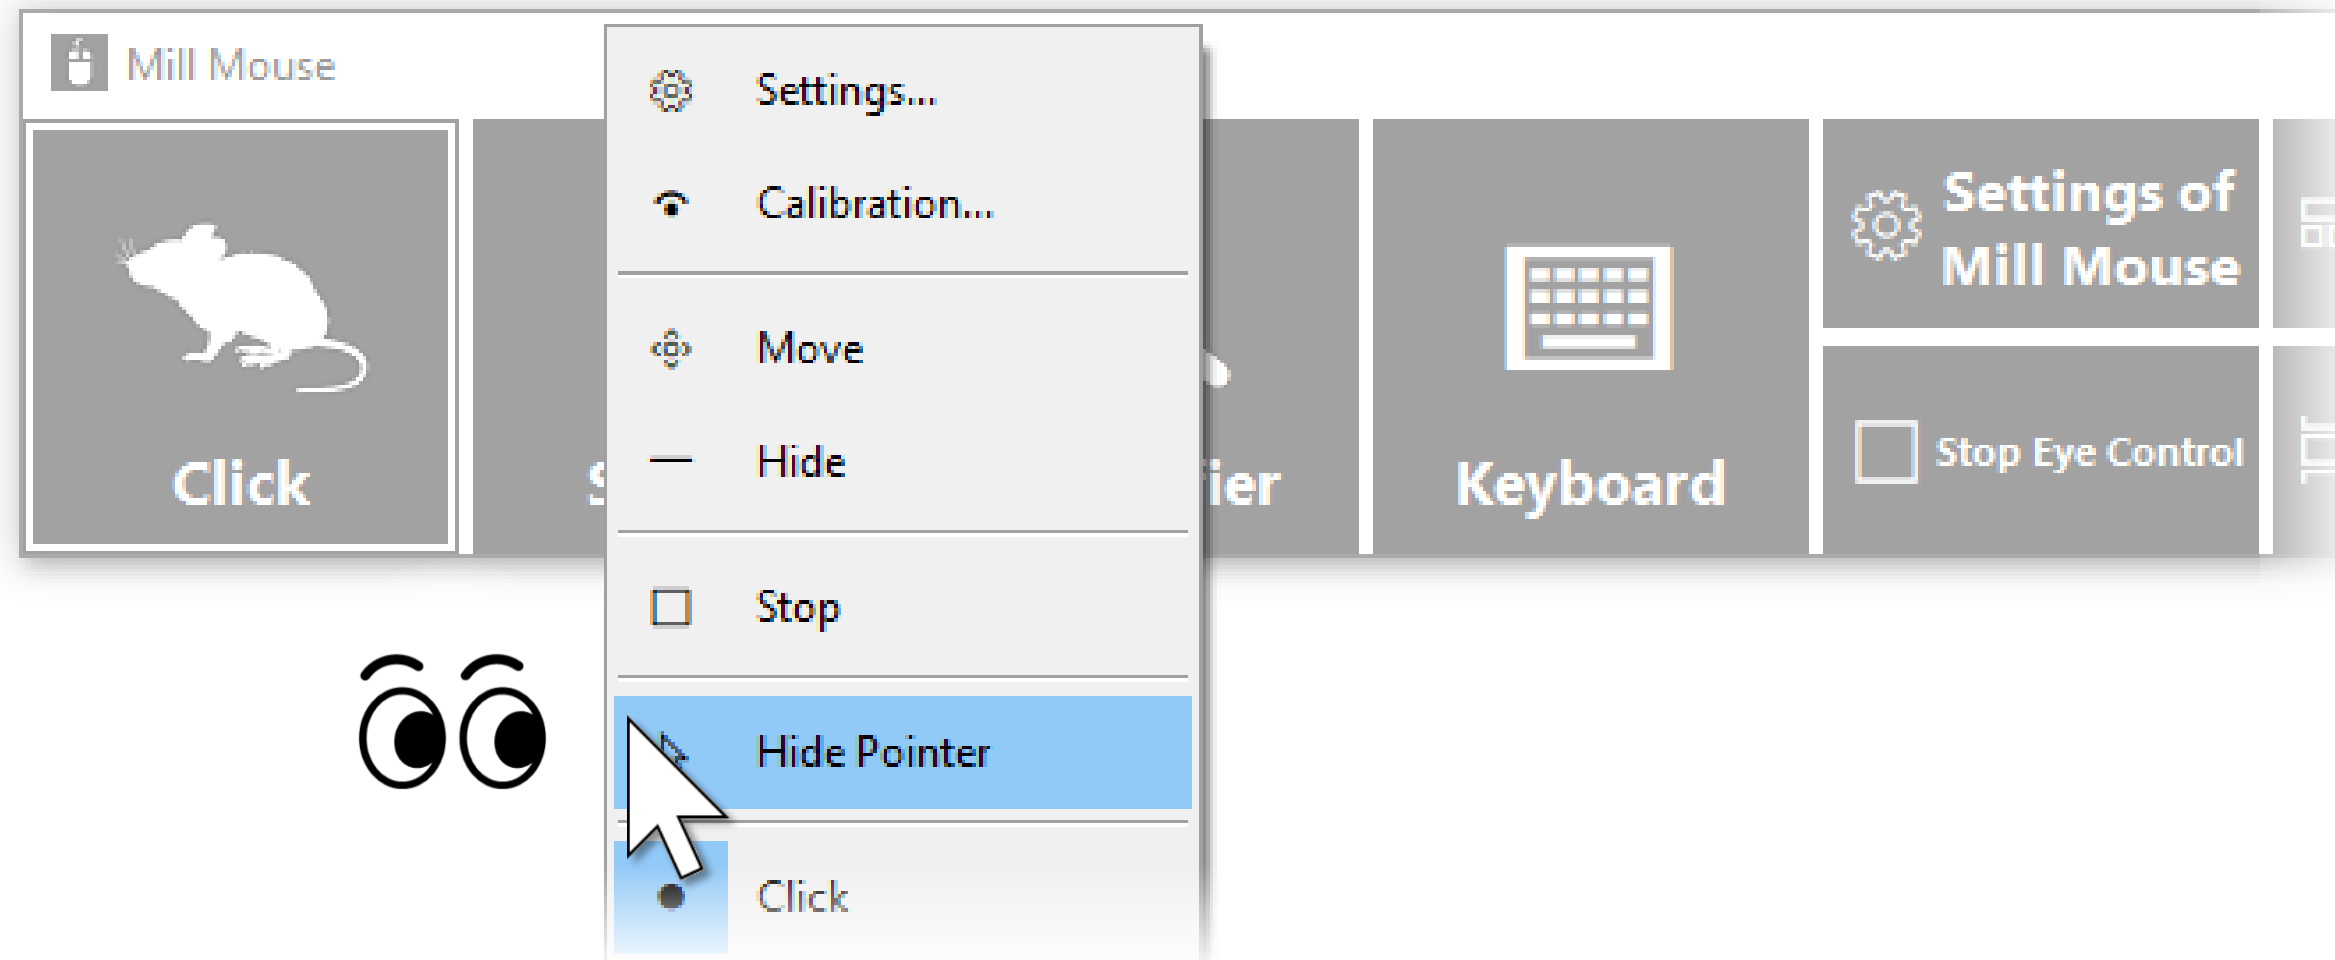 Mill Mouse
Settings...
Calibration...
Move
Hide
Stop
Hide Pointer
Click
Click
Keyboard
Settings of
Mill Mouse
Stop Eye Control